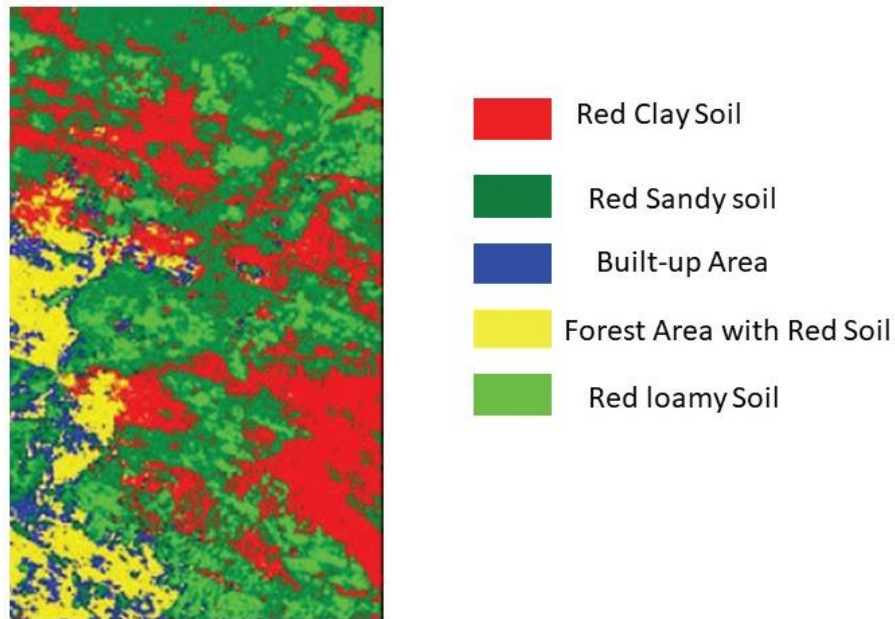 Red Clay Soil
Red Sandy soil
Built-up Area
Forest Area with Red Soil
Red loamy Soil